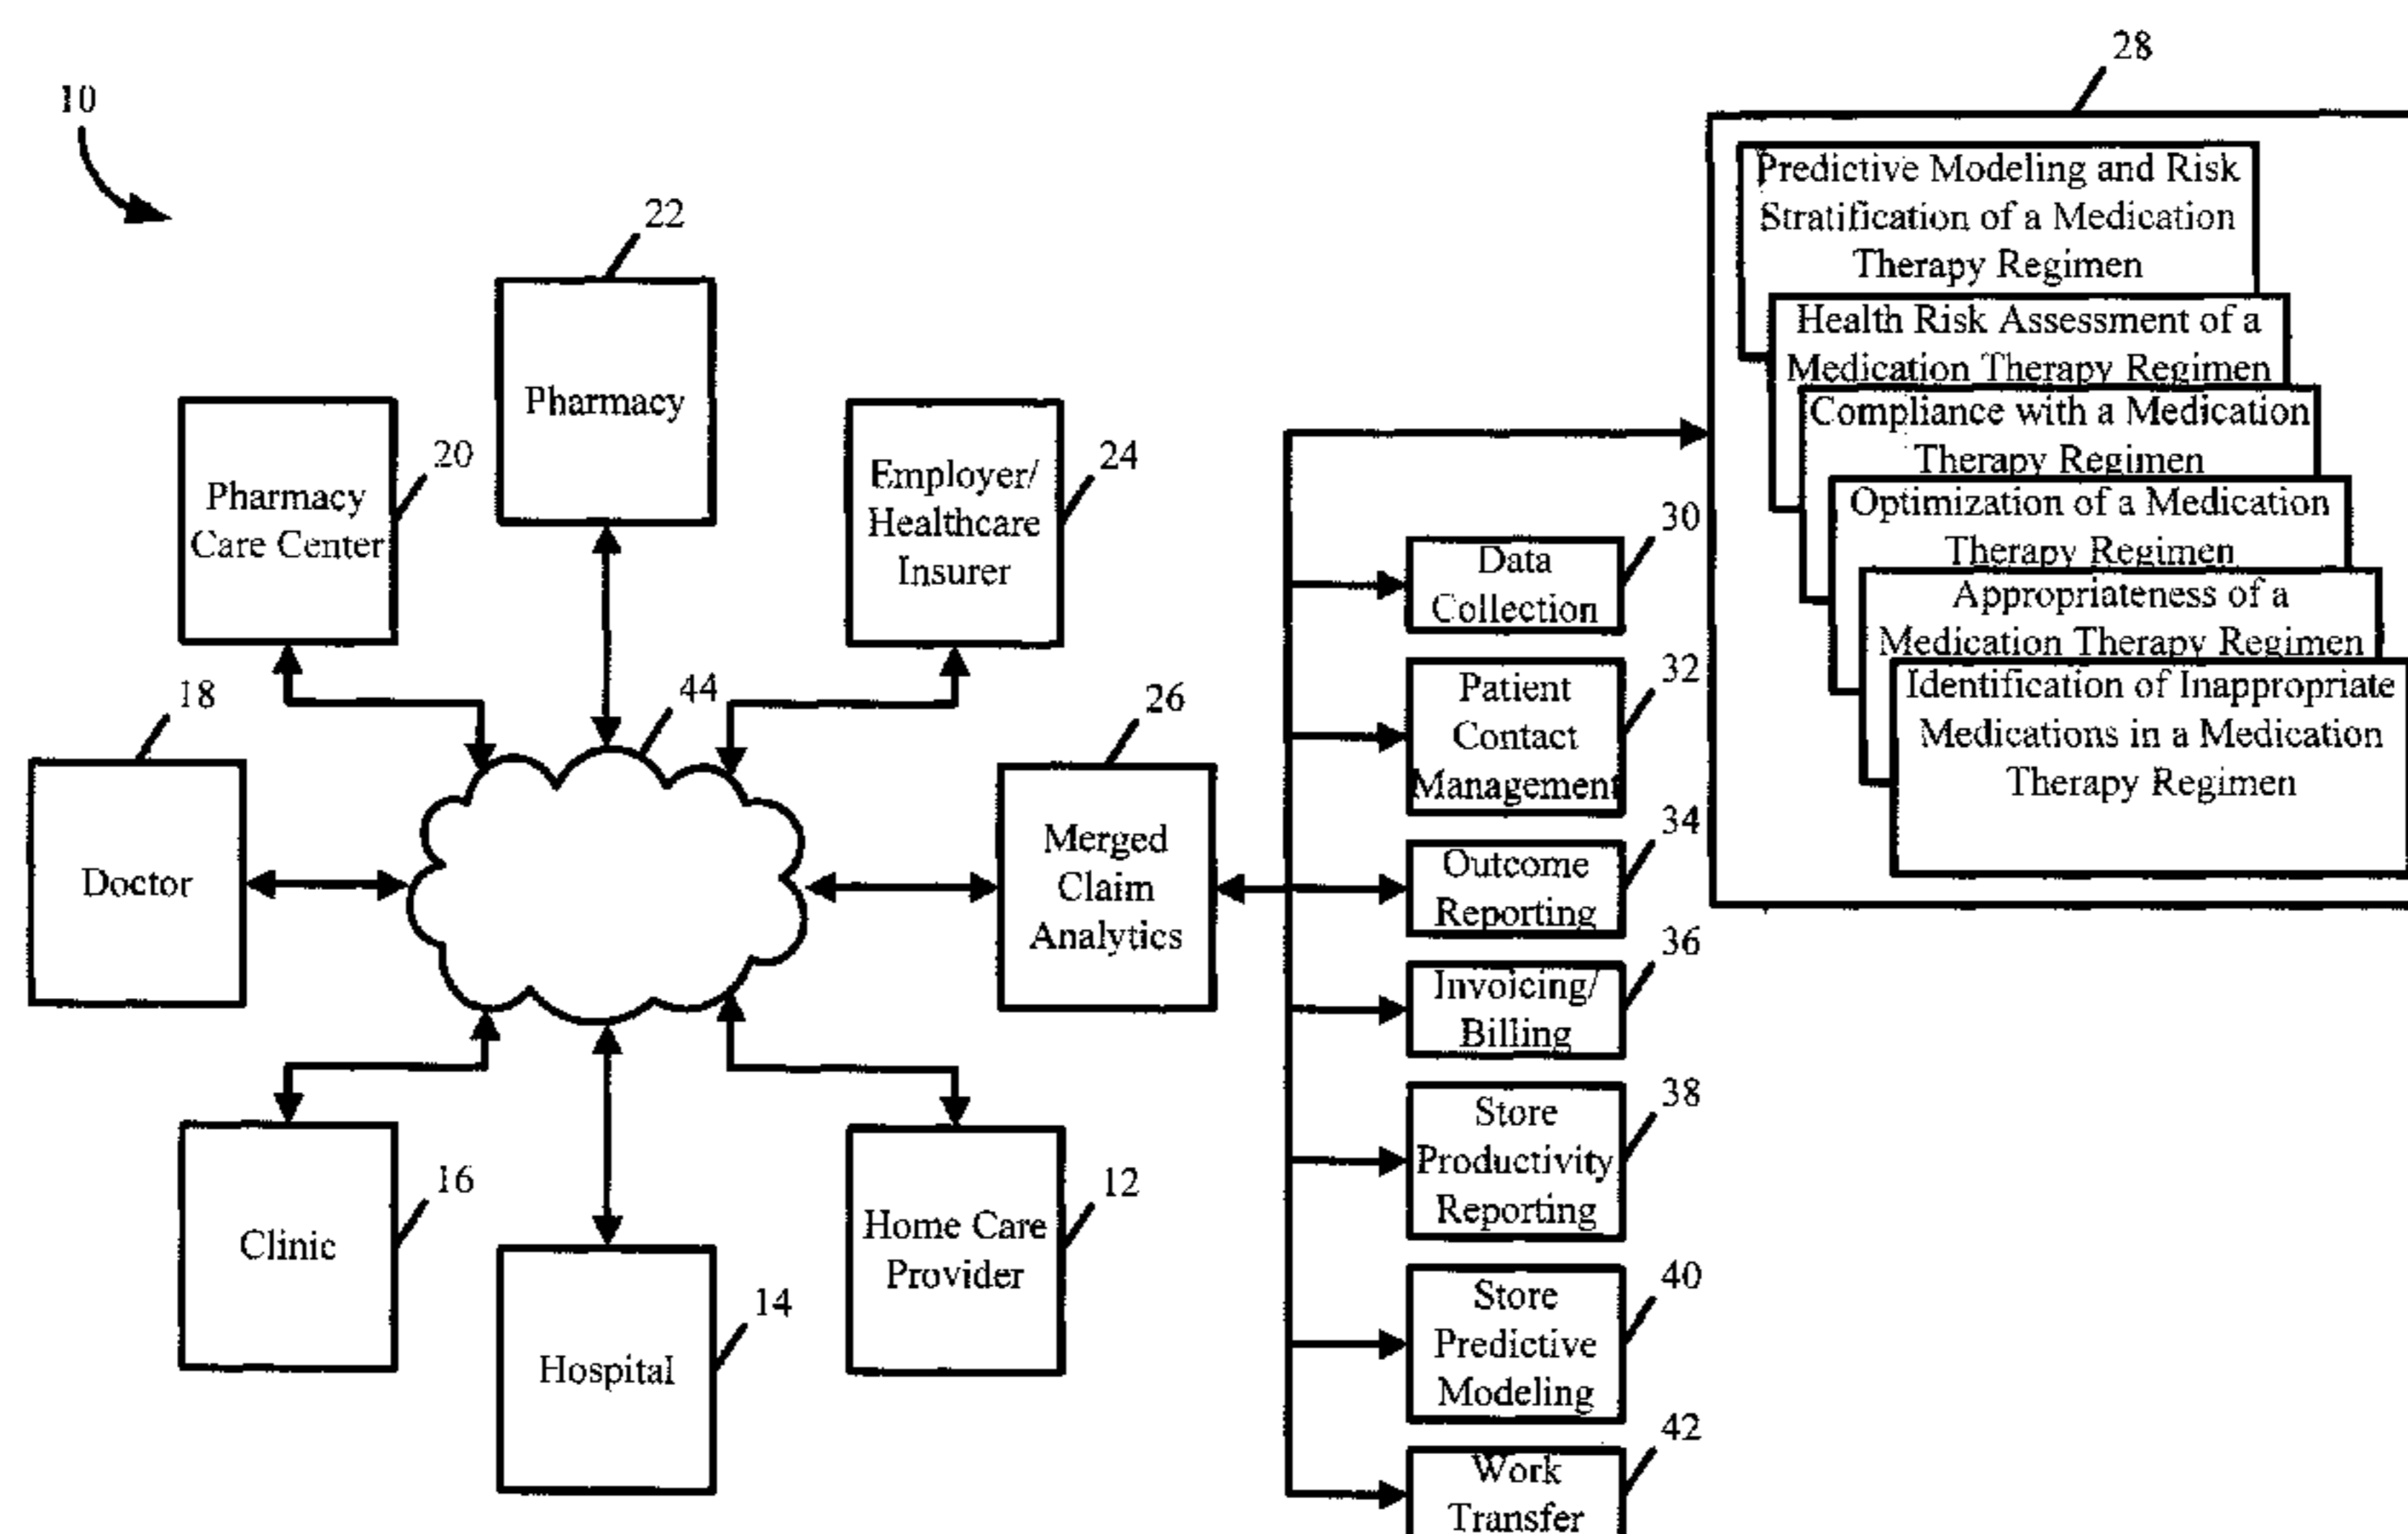 28
10
Predictive Modeling and Risk
Stratification of a Medication
Therapy Regimen
22
Health Risk Assessment of a
Medication Therapy Regimen
Pharmacy
Compliance with a Medication
Therapy Regimen
20
Pharmacy
Care Center
24
Employer/
Healthcare
Insurer
Optimization of a Medication
Therapy Regimen
30
Data
Collection
Appropriateness of a
Medication Therapy Regimen
18
44
26
32
Patient
Contact
Management
Identification of Inappropriate
Medications in a Medication
Therapy Regimen
Doctor
Merged
Claim
Analytics
34
Outcome
Reporting
36
Invoicing/
Billing
38
Store
Productivity
Reporting
16
Clinic
12
Home Care
Provider
14
Hospital
40
Store
Predictive
Modeling
42
Work
Transfer